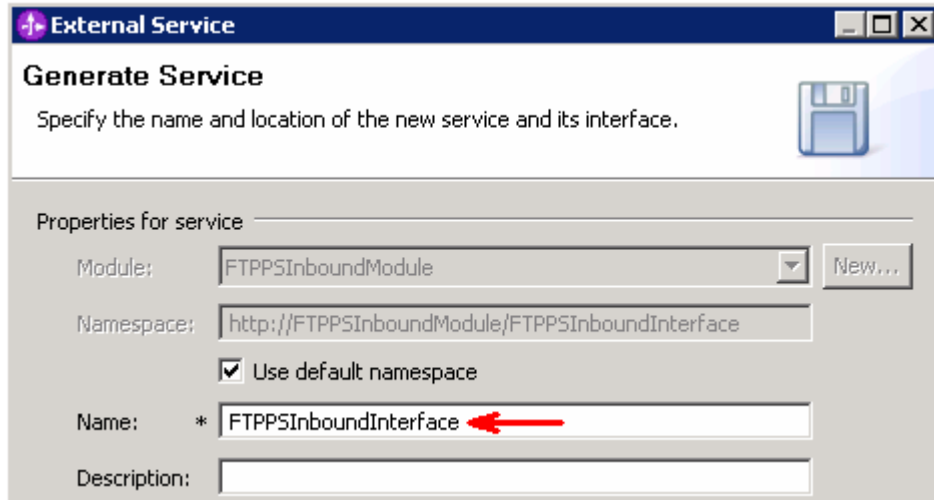 External Service
Generate Service
Specify the name and location of the new service and its interface.
Properties for service
Module: FTPPSInboundModule New...
Namespace: http://FTPPSInboundModule/FTPPSInboundInterface
Use default namespace
Name: * FTPPSInboundInterface
Description: